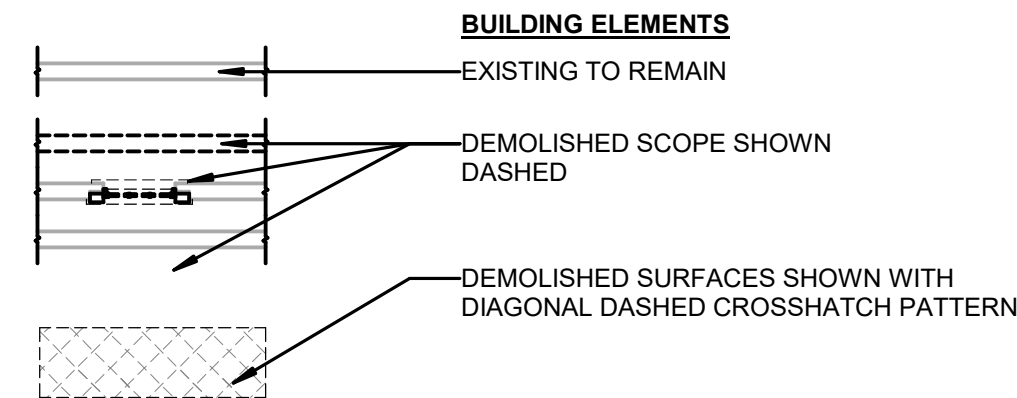 BUILDING ELEMENTS
EXISTING TO REMAIN
DEMOLISHED SCOPE SHOWN
DASHED
DEMOLISHED SURFACES SHOWN WITH
DIAGONAL DASHED CROSSHATCH PATTERN